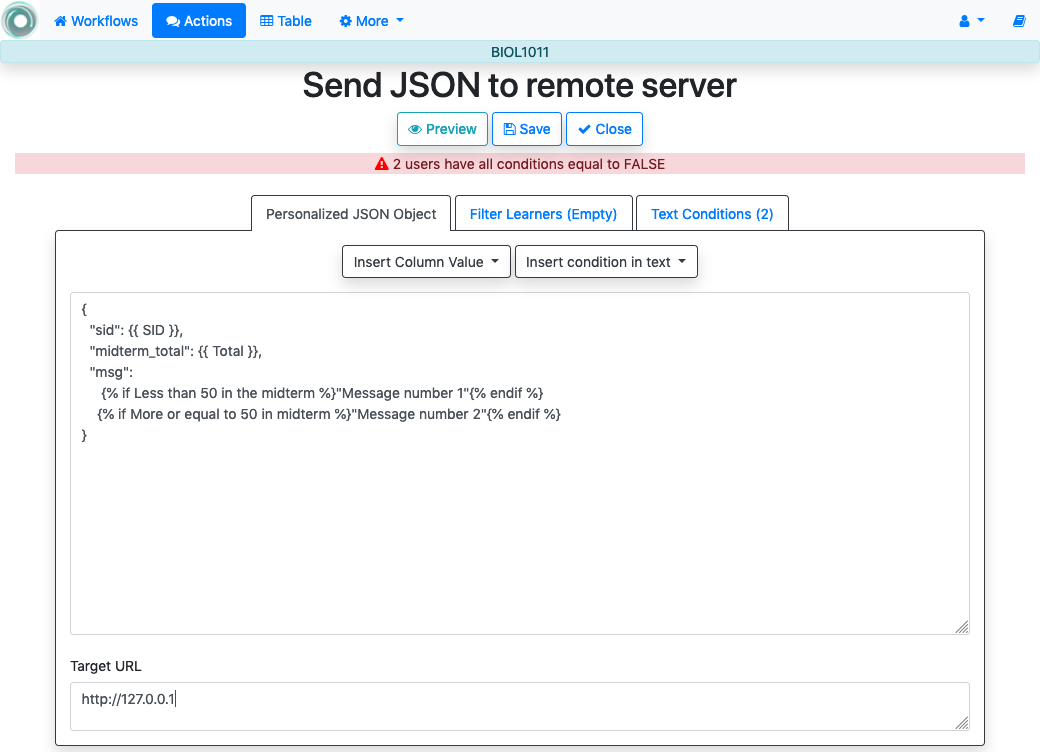 Workflows Actions Table More
BIOL1011
Send JSON to remote server
Preview Save Close
2 users have all conditions equal to FALSE
Personalized JSON Object Filter Learners (Empty) Text Conditions (2)
Insert Column Value Insert condition in text
{
"sid": {{ SID }},
"midterm_total": {{ Total }},
"msg":
{% if Less than 50 in the midterm %}"Message number 1"{% endif %}
{% if More or equal to 50 in midterm %}"Message number 2"{% endif %}
}
Target URL
http://127.0.0.1